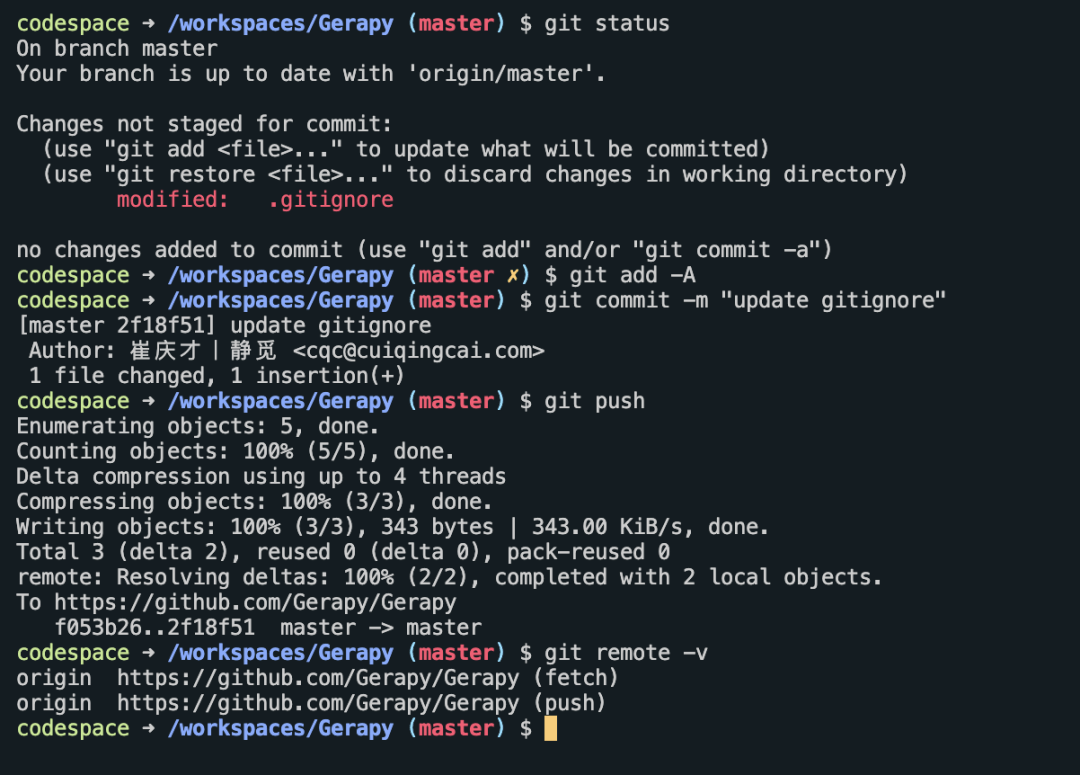 codespace ➜ /workspaces/Gerapy (master) $ git status
On branch master
Your branch is up to date with 'origin/master'.
Changes not staged for commit:
  (use "git add <file>..." to update what will be committed)
  (use "git restore <file>..." to discard changes in working directory)
        modified:   .gitignore
no changes added to commit (use "git add" and/or "git commit -a")
codespace ➜ /workspaces/Gerapy (master ✗) $ git add -A
codespace ➜ /workspaces/Gerapy (master) $ git commit -m "update gitignore"
[master 2f18f51] update gitignore
 Author: 崔庆才丨静觅 <cqc@cuiqingcai.com>
 1 file changed, 1 insertion(+)
codespace ➜ /workspaces/Gerapy (master) $ git push
Enumerating objects: 5, done.
Counting objects: 100% (5/5), done.
Delta compression using up to 4 threads
Compressing objects: 100% (3/3), done.
Writing objects: 100% (3/3), 343 bytes | 343.00 KiB/s, done.
Total 3 (delta 2), reused 0 (delta 0), pack-reused 0
remote: Resolving deltas: 100% (2/2), completed with 2 local objects.
To https://github.com/Gerapy/Gerapy
   f053b26..2f18f51  master -> master
codespace ➜ /workspaces/Gerapy (master) $ git remote -v
origin  https://github.com/Gerapy/Gerapy (fetch)
origin  https://github.com/Gerapy/Gerapy (push)
codespace ➜ /workspaces/Gerapy (master) $